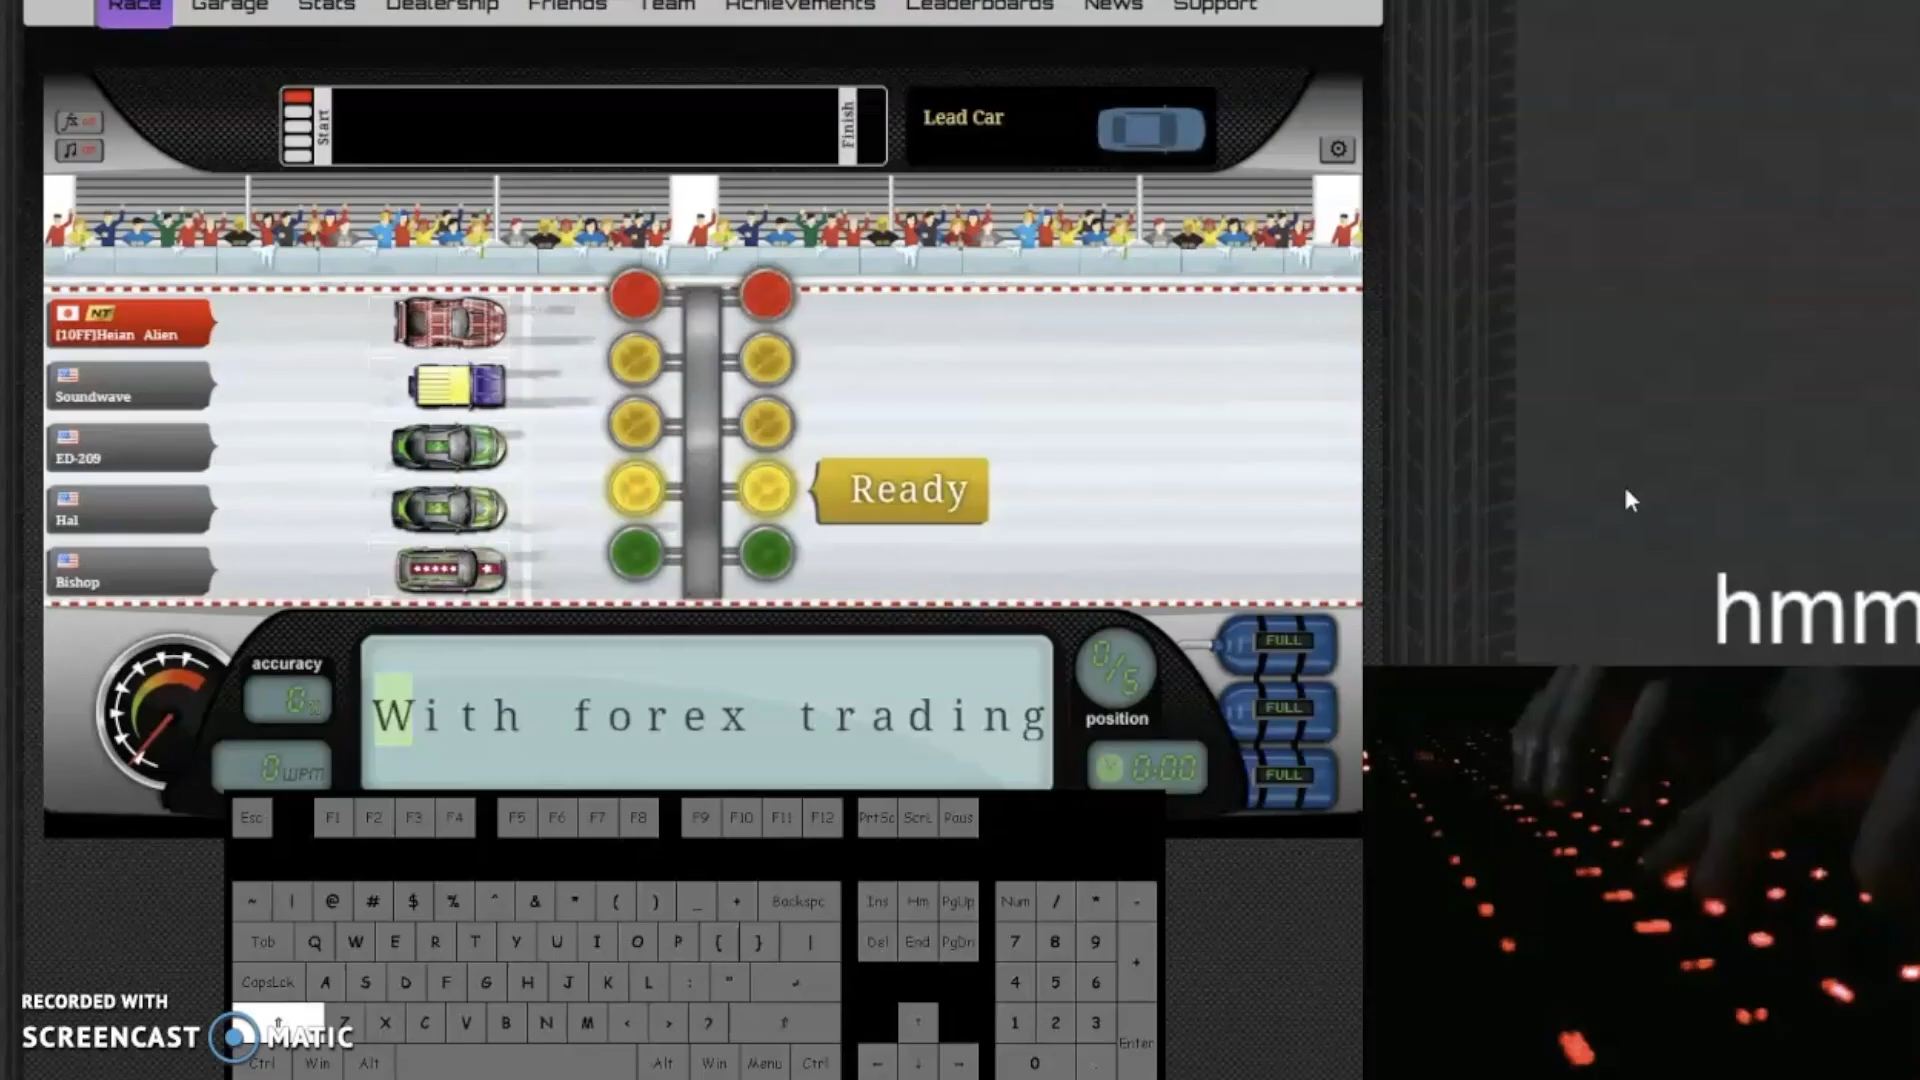 Race Garage Stats Dealership Friends Team Achievements Leaderboards News Support
Start
Finish
Lead Car
NT
[10FF]Heian Alien
Soundwave
ED-209
Hal
Bishop
Ready
hmm
accuracy
0%
0 WPM
With forex trading
0/5
position
0:00
FULL
FULL
FULL
Esc F1 F2 F3 F4 F5 F6 F7 F8 F9 F10 F11 F12 PrtSc ScrL Paus
~ ! @ # $ % ^ & * ( ) _ + Backspc Ins Hm PgUp Num / * -
Tab Q W E R T Y U I O P { } | Del End PgDn 7 8 9 +
CapsLck A S D F G H J K L : " 4 5 6
⇧ Z X C V B N M < > ? ⇧ ↑ 1 2 3 Enter
Ctrl Win Alt Alt Win Menu Ctrl ← ↓ → 0 .
RECORDED WITH
SCREENCAST MATIC